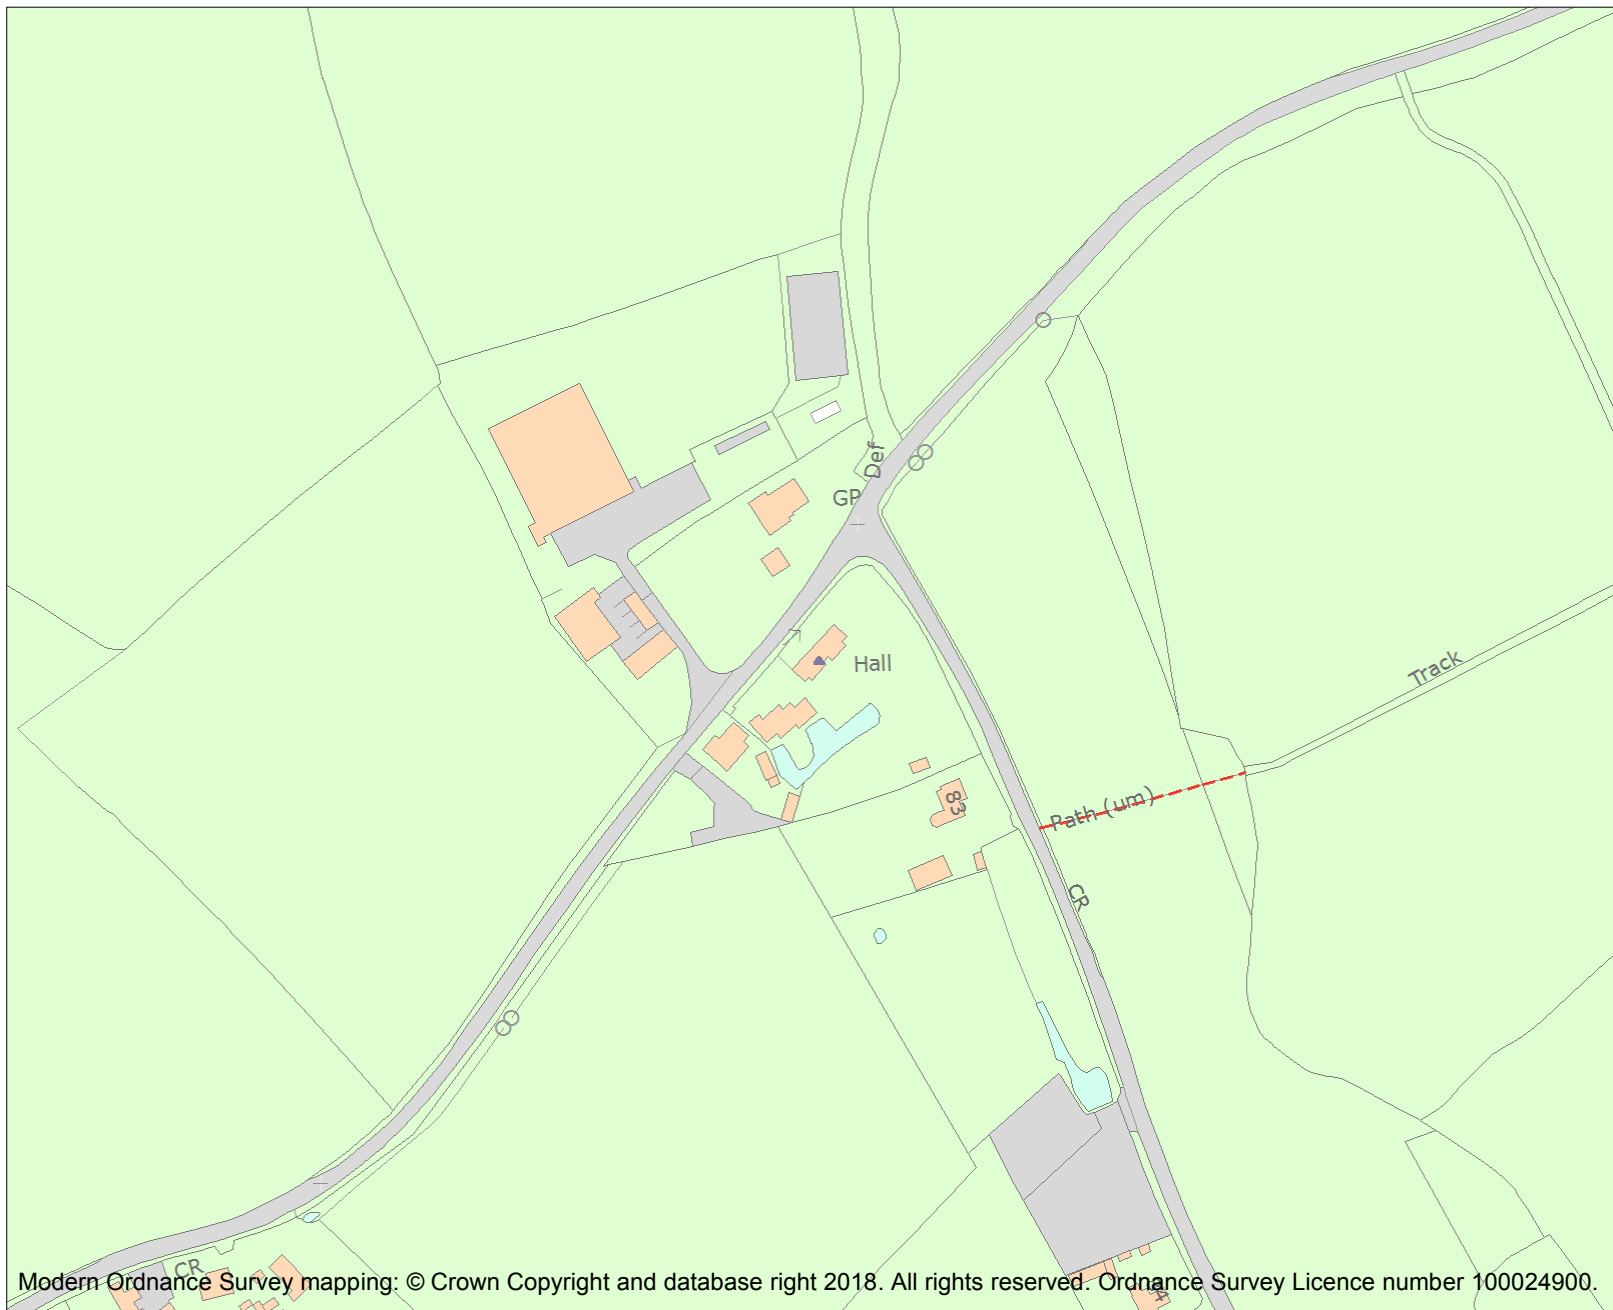 Def
GP
Hall
Track
83
Path (um)
CR
CR
Modern Ordnance Survey mapping: © Crown Copyright and database right 2018. All rights reserved. Ordnance Survey Licence number 100024900.